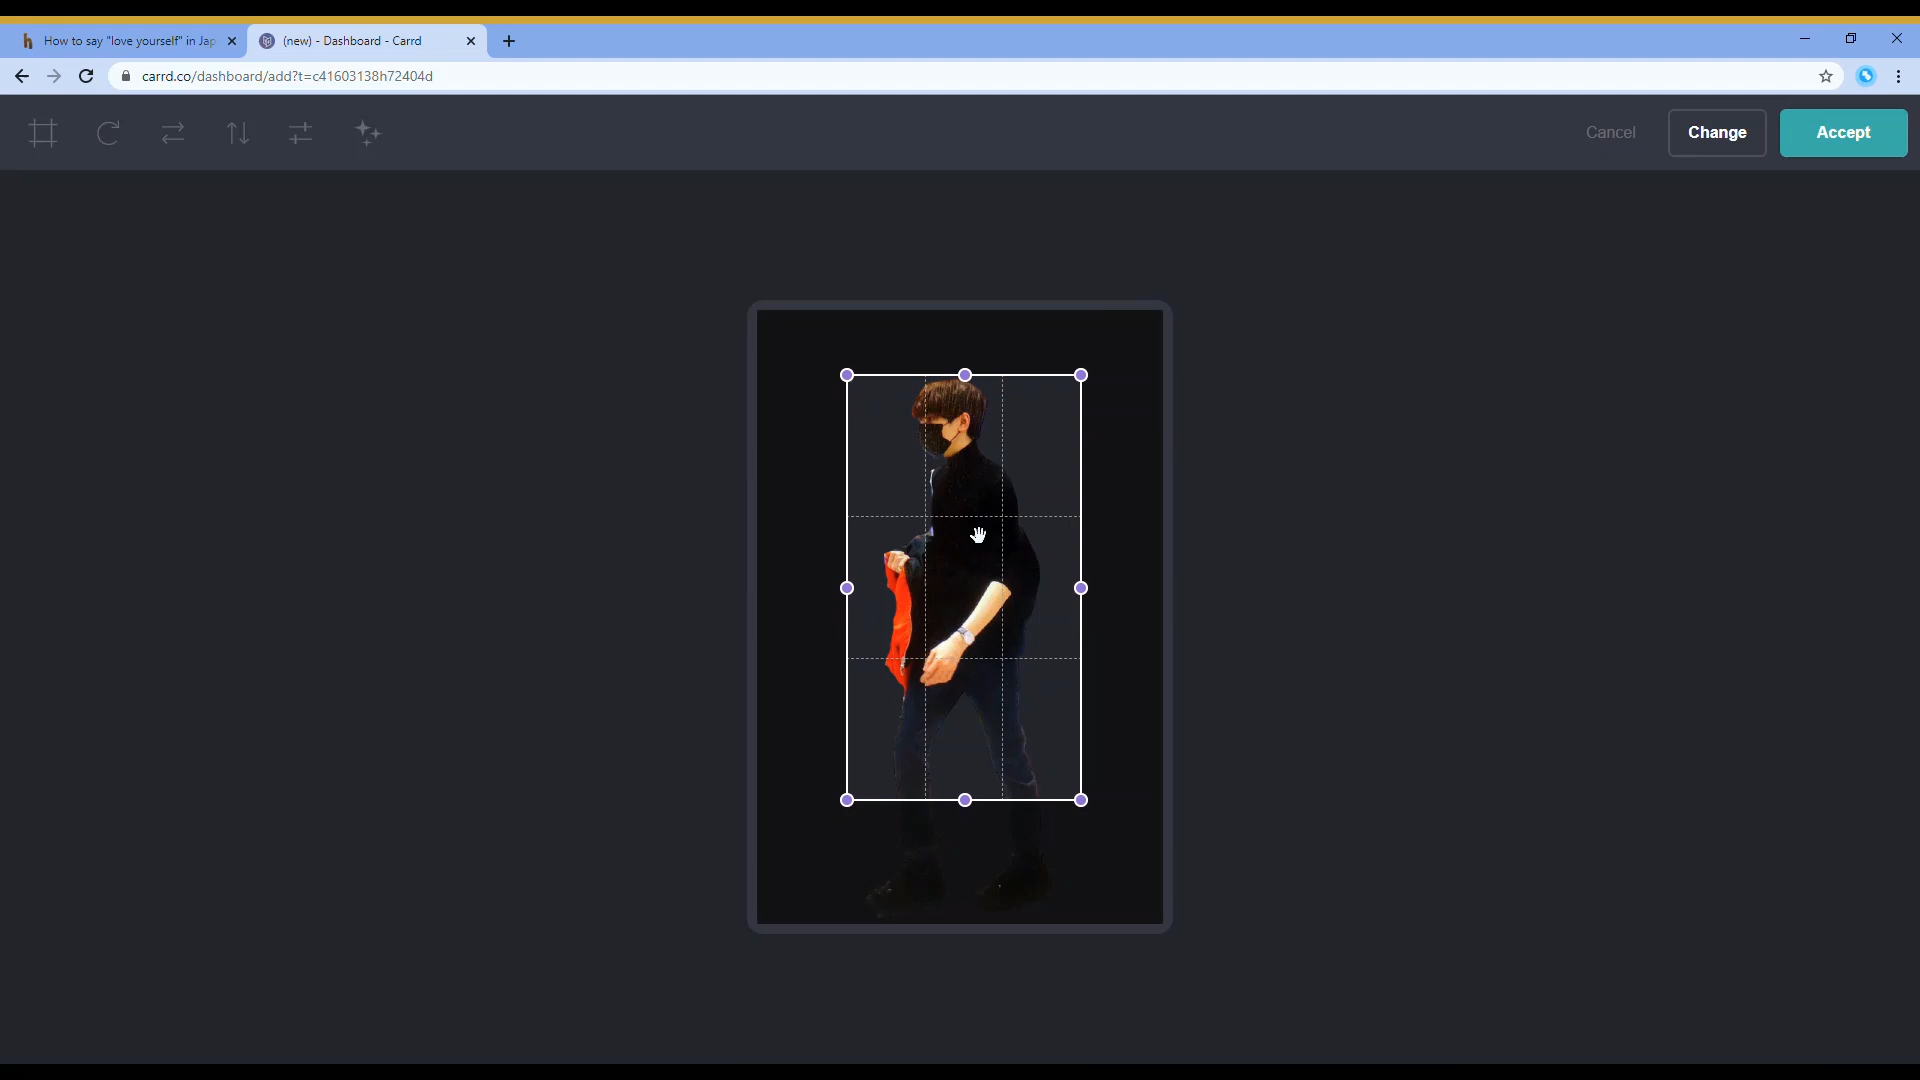 How to say "love yourself" in Jap
(new) - Dashboard - Carrd
carrd.co/dashboard/add?t=c41603138h72404d
Cancel
Change
Accept